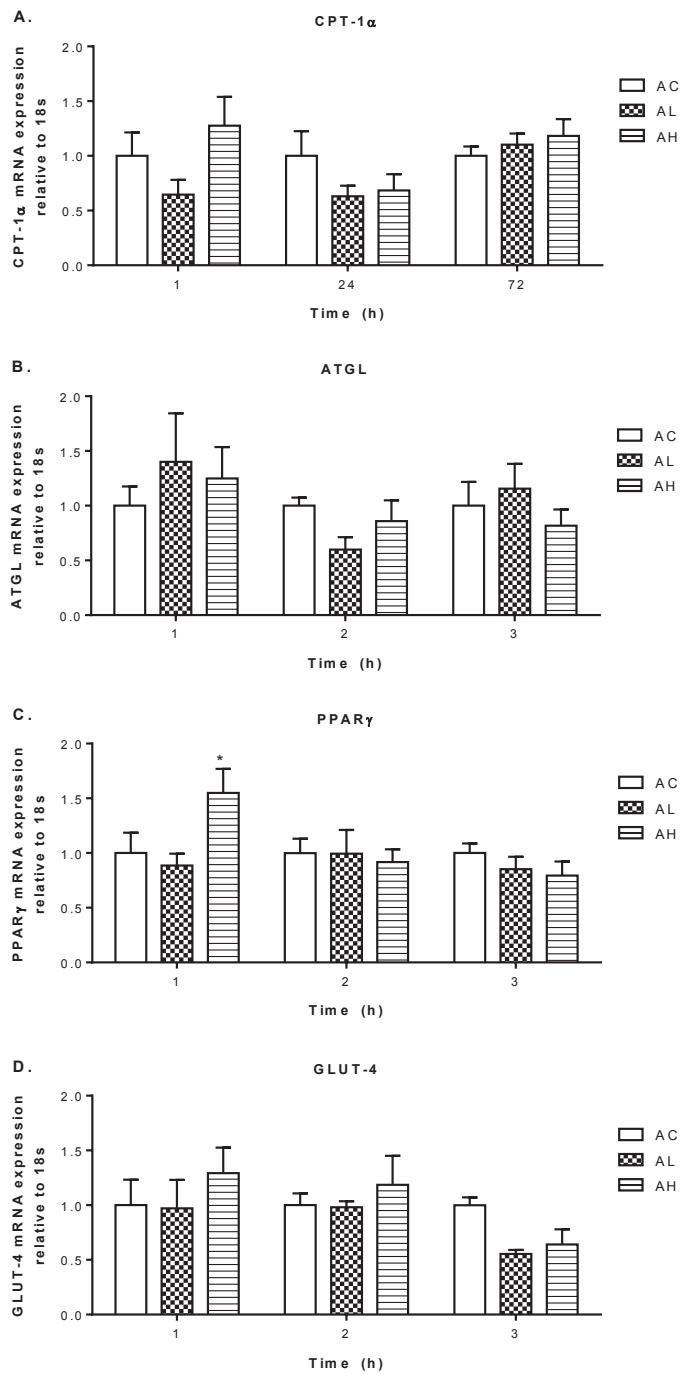 A.
CPT-1α
CPT-1α mRNA expression
relative to 18s
2.0
1.5
1.0
0.5
0.0
1 24 72
Time (h)
AC
AL
AH
B.
ATGL
ATGL mRNA expression
relative to 18s
2.0
1.5
1.0
0.5
0.0
1 2 3
Time (h)
AC
AL
AH
C.
PPARγ
PPARγ mRNA expression
relative to 18s
2.0
1.5
1.0
0.5
0.0
*
1 2 3
Time (h)
AC
AL
AH
D.
GLUT-4
GLUT-4 mRNA expression
relative to 18s
2.0
1.5
1.0
0.5
0.0
1 2 3
Time (h)
AC
AL
AH